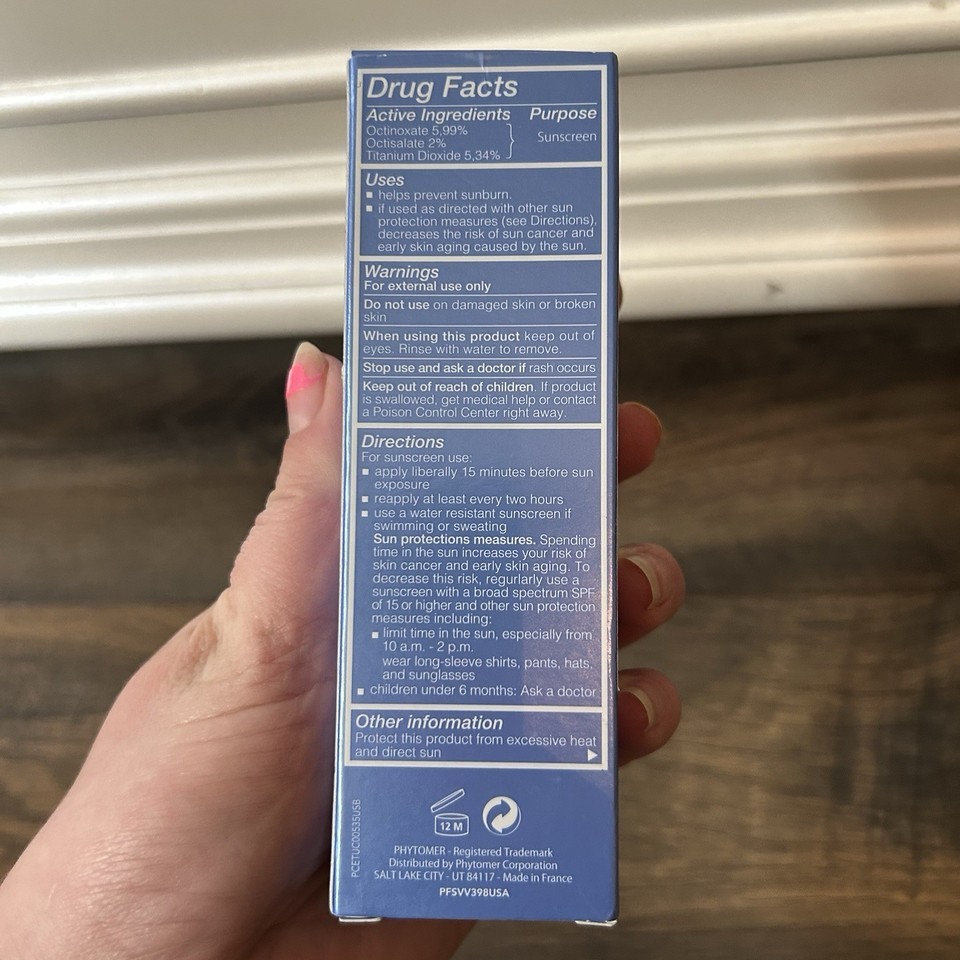 Drug Facts
Active Ingredients Purpose
Octinoxate 5,99%
Octisalate 2% Sunscreen
Titanium Dioxide 5,34%
Uses
helps prevent sunburn.
if used as directed with other sun
protection measures (see Directions),
decreases the risk of sun cancer and
early skin aging caused by the sun.
Warnings
For external use only
Do not use on damaged skin or broken
skin
When using this product keep out of
eyes. Rinse with water to remove.
Stop use and ask a doctor if rash occurs
Keep out of reach of children. If product
is swallowed, get medical help or contact
a Poison Control Center right away.
Directions
For sunscreen use:
apply liberally 15 minutes before sun
exposure
reapply at least every two hours
use a water resistant sunscreen if
swimming or sweating
Sun protections measures. Spending
time in the sun increases your risk of
skin cancer and early skin aging. To
decrease this risk, regurlarly use a
sunscreen with a broad spectrum SPF
of 15 or higher and other sun protection
measures including:
limit time in the sun, especially from
10 a.m. - 2 p.m.
wear long-sleeve shirts, pants, hats,
and sunglasses
children under 6 months: Ask a doctor
Other information
Protect this product from excessive heat
and direct sun
12 M
PCETUC00535USB
PHYTOMER - Registered Trademark
Distributed by Phytomer Corporation
SALT LAKE CITY - UT 84117 - Made in France
PFSVV398USA